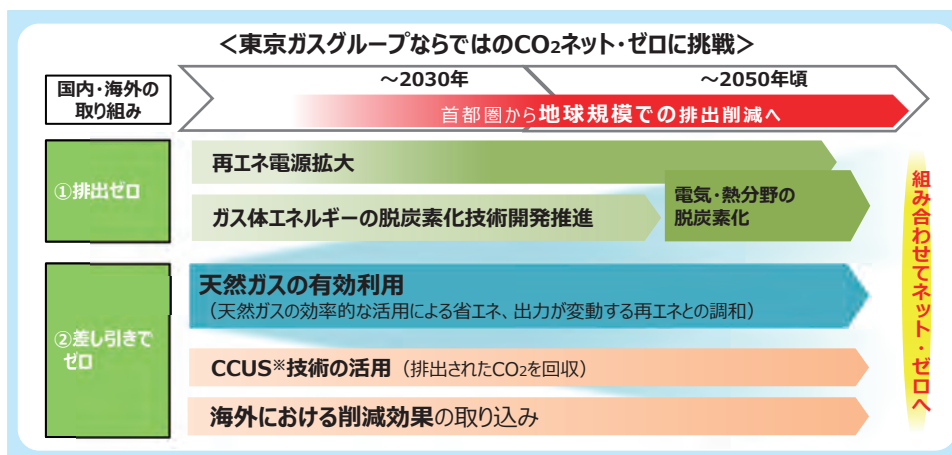 ＜東京ガスグループならではのCO₂ネット・ゼロに挑戦＞
国内・海外の
取り組み
～2030年
～2050年頃
首都圏から地球規模での排出削減へ
①排出ゼロ
再エネ電源拡大
ガス体エネルギーの脱炭素化技術開発推進
電気・熱分野の
脱炭素化
②差し引きで
ゼロ
天然ガスの有効利用
（天然ガスの効率的な活用による省エネ、出力が変動する再エネとの調和）
CCUS※技術の活用（排出されたCO₂を回収）
海外における削減効果の取り込み
組み合わせてネット・ゼロへ